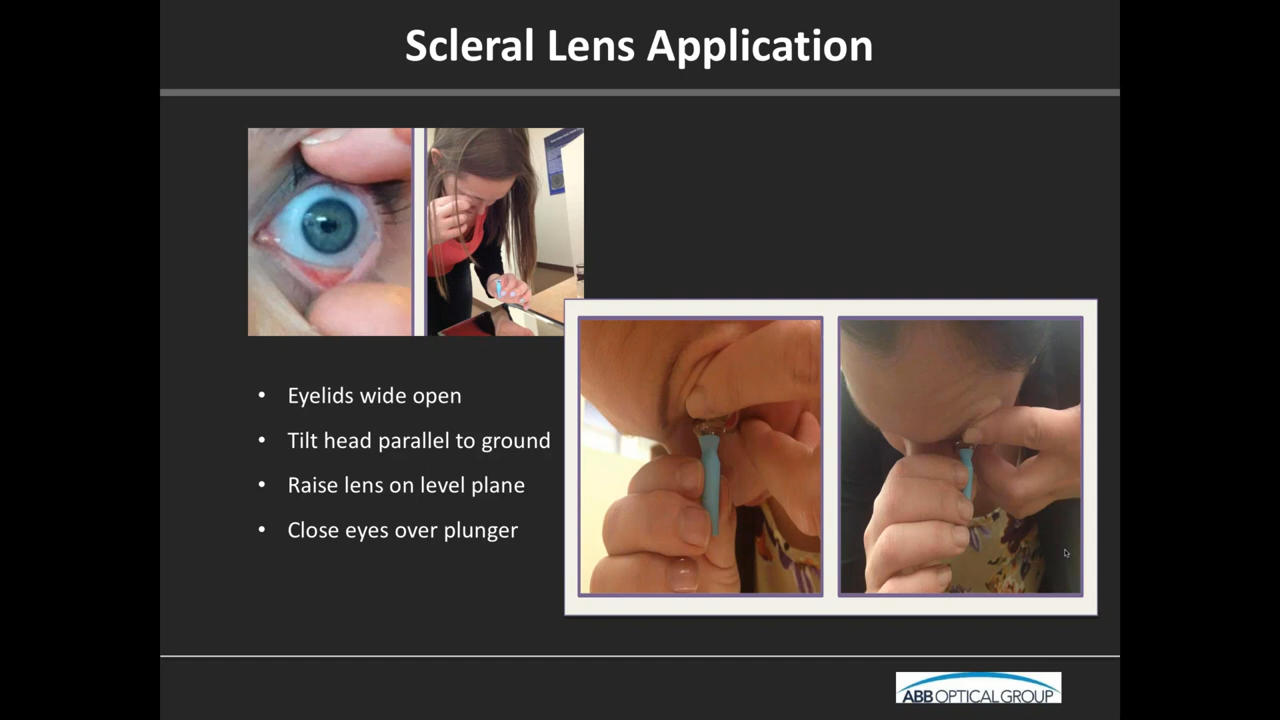 Scleral Lens Application
• Eyelids wide open
• Tilt head parallel to ground
• Raise lens on level plane
• Close eyes over plunger
ABB OPTICAL GROUP